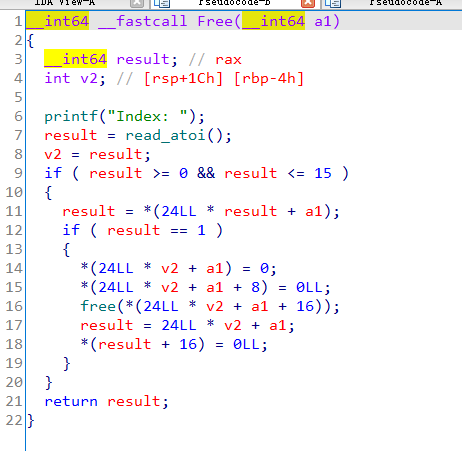 IDA View-A Pseudocode-B Pseudocode-A
1 __int64 __fastcall Free(__int64 a1)
2 {
3 __int64 result; // rax
4 int v2; // [rsp+1Ch] [rbp-4h]
5
6 printf("Index: ");
7 result = read_atoi();
8 v2 = result;
9 if ( result >= 0 && result <= 15 )
10 {
11 result = *(24LL * result + a1);
12 if ( result == 1 )
13 {
14 *(24LL * v2 + a1) = 0;
15 *(24LL * v2 + a1 + 8) = 0LL;
16 free(*(24LL * v2 + a1 + 16));
17 result = 24LL * v2 + a1;
18 *(result + 16) = 0LL;
19 }
20 }
21 return result;
22 }